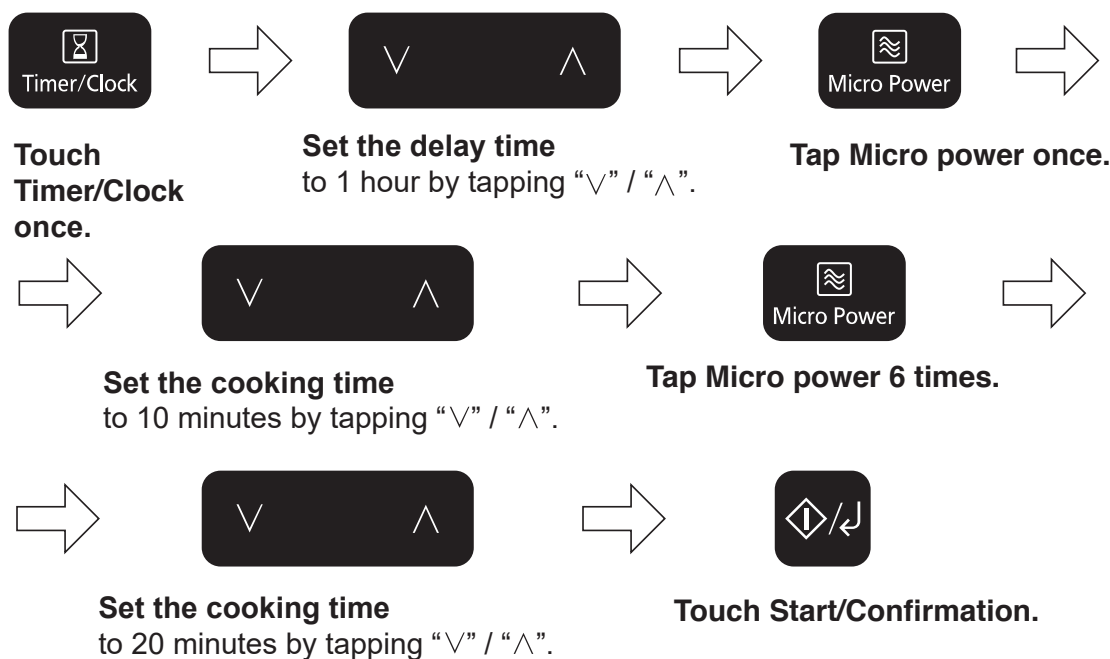 Timer/Clock
Micro Power
Touch
Timer/Clock
once.
Set the delay time
to 1 hour by tapping “∨” / “∧”.
Tap Micro power once.
Micro Power
Set the cooking time
to 10 minutes by tapping “∨” / “∧”.
Tap Micro power 6 times.
Set the cooking time
to 20 minutes by tapping “∨” / “∧”.
Touch Start/Confirmation.